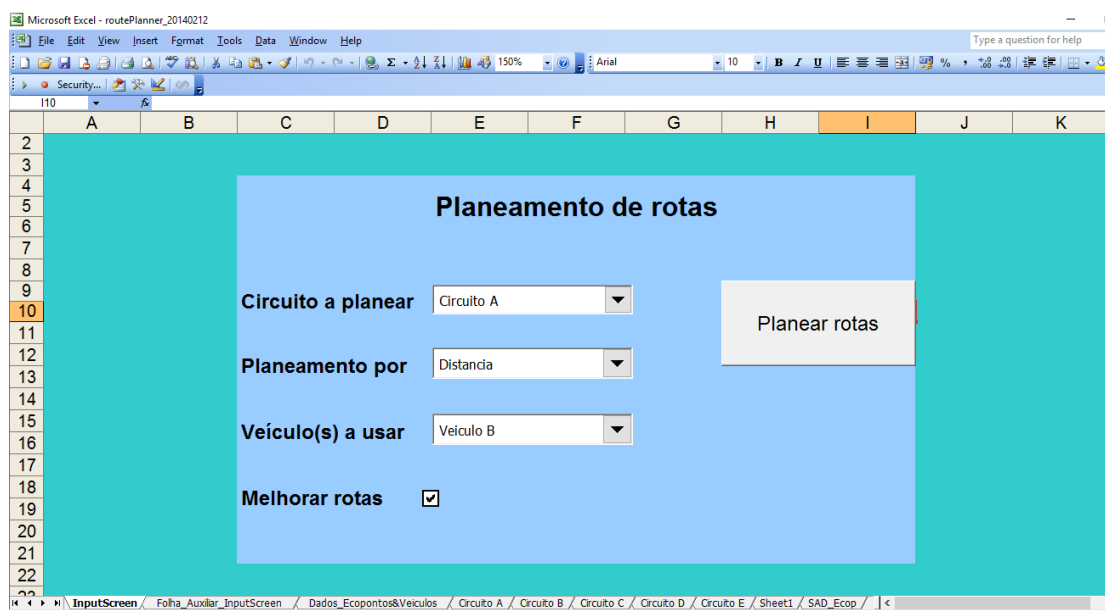 Microsoft Excel - routePlanner_20140212
File Edit View Insert Format Tools Data Window Help Type a question for help
150% Arial 10 B I U
Security...
I10 fx
A B C D E F G H I J K
2
3
4
5 Planeamento de rotas
6
7
8
9
10 Circuito a planear Circuito A Planear rotas
11
12
13 Planeamento por Distancia
14
15
16 Veículo(s) a usar Veiculo B
17
18
19 Melhorar rotas
20
21
22
23
InputScreen Folha_Auxiliar_InputScreen Dados_Ecopontos&Veiculos Circuito A Circuito B Circuito C Circuito D Circuito E Sheet1 SAD_Ecop